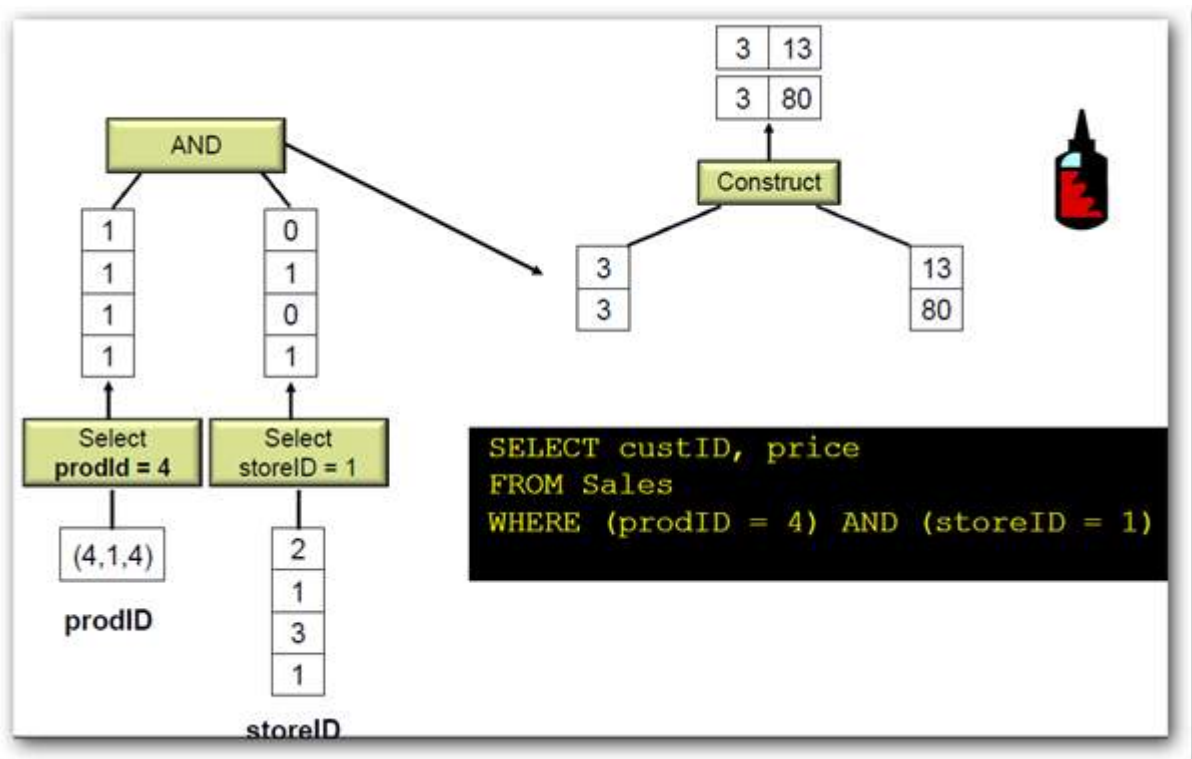 3 13
3 80
AND
Construct
1
1
1
1
0
1
0
1
3
3
13
80
Select
prodId = 4
Select
storeID = 1
(4,1,4)
prodID
2
1
3
1
storeID
SELECT custID, price
FROM Sales
WHERE (prodID = 4) AND (storeID = 1)